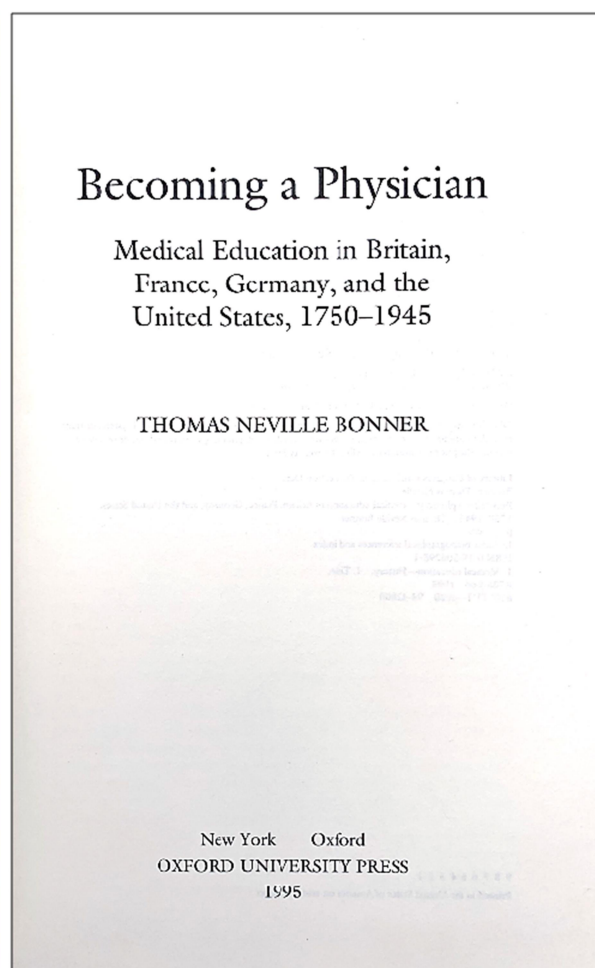 Becoming a Physician
Medical Education in Britain,
France, Germany, and the
United States, 1750–1945
THOMAS NEVILLE BONNER
New York Oxford
OXFORD UNIVERSITY PRESS
1995